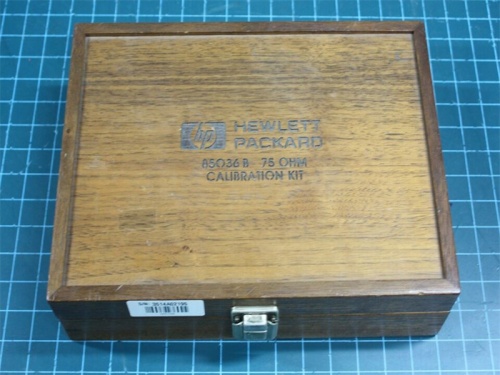 hp HEWLETT
PACKARD
85036B 75 OHM
CALIBRATION KIT